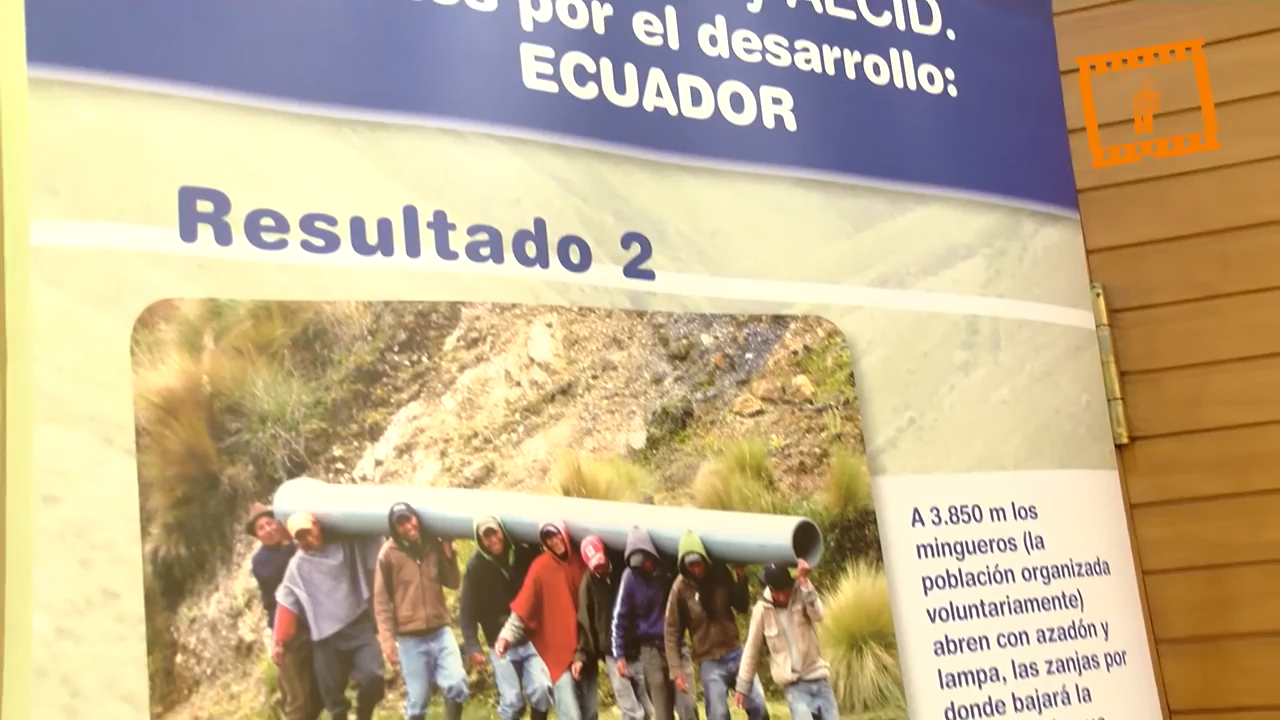 y AECID.
por el desarrollo:
ECUADOR
Resultado 2
A 3.850 m los
mingueros (la
población organizada
voluntariamente)
abren con azadón y
lampa, las zanjas por
donde bajará la